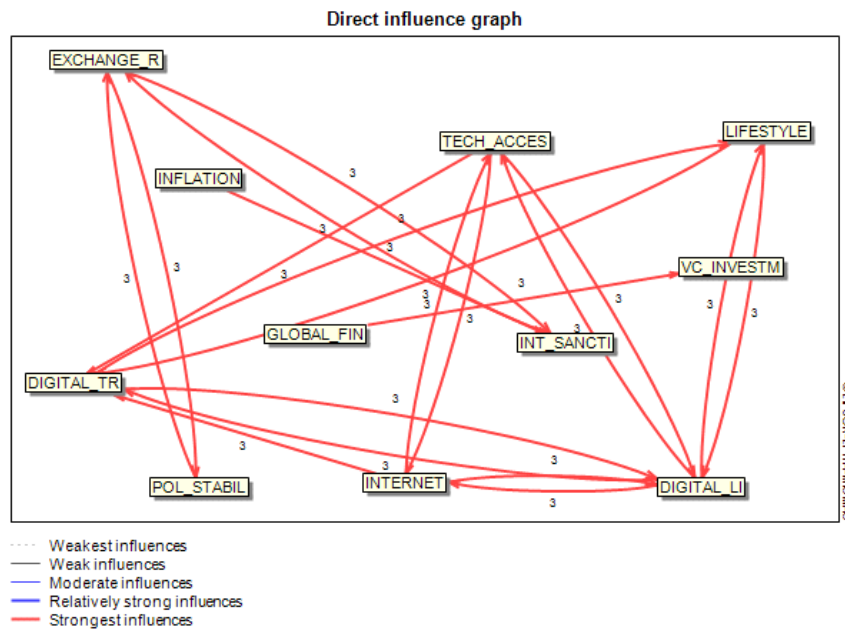 Direct influence graph
EXCHANGE_R
TECH_ACCES
LIFESTYLE
3
INFLATION
3
3
3
VC_INVESTM
3
3
3
3
3
3
3
3
3
3
GLOBAL_FIN
3
INT_SANCTI
DIGITAL_TR
3
3
3
3
INTERNET
POL_STABIL
DIGITAL_LI
3
Weakest influences
Weak influences
Moderate influences
Relatively strong influences
Strongest influences